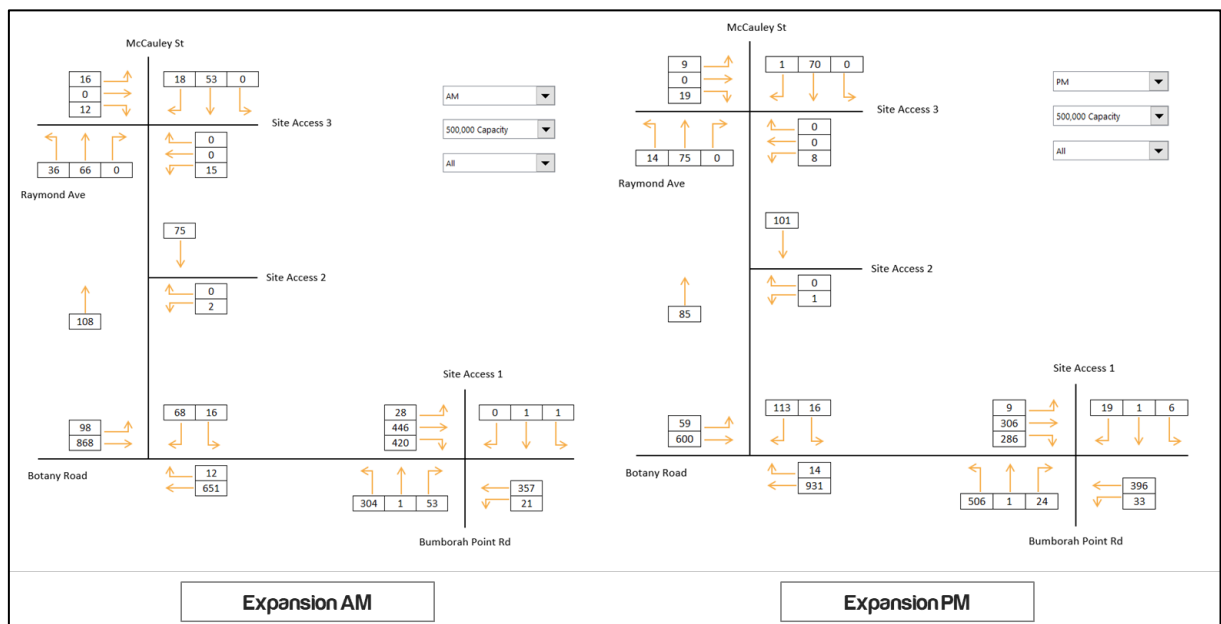 McCauley St
16
0
12
18 53 0
AM
Site Access 3
500,000 Capacity
0
0
15
All
36 66 0
Raymond Ave
75
Site Access 2
0
2
108
Site Access 1
98
868
68 16
28
446
420
0 1 1
Botany Road
12
651
304 1 53
357
21
Bumborah Point Rd
Expansion AM
McCauley St
9
0
19
1 70 0
PM
Site Access 3
500,000 Capacity
0
0
8
All
14 75 0
Raymond Ave
101
Site Access 2
0
1
85
Site Access 1
59
600
113 16
9
306
286
19 1 6
Botany Road
14
931
506 1 24
396
33
Bumborah Point Rd
Expansion PM